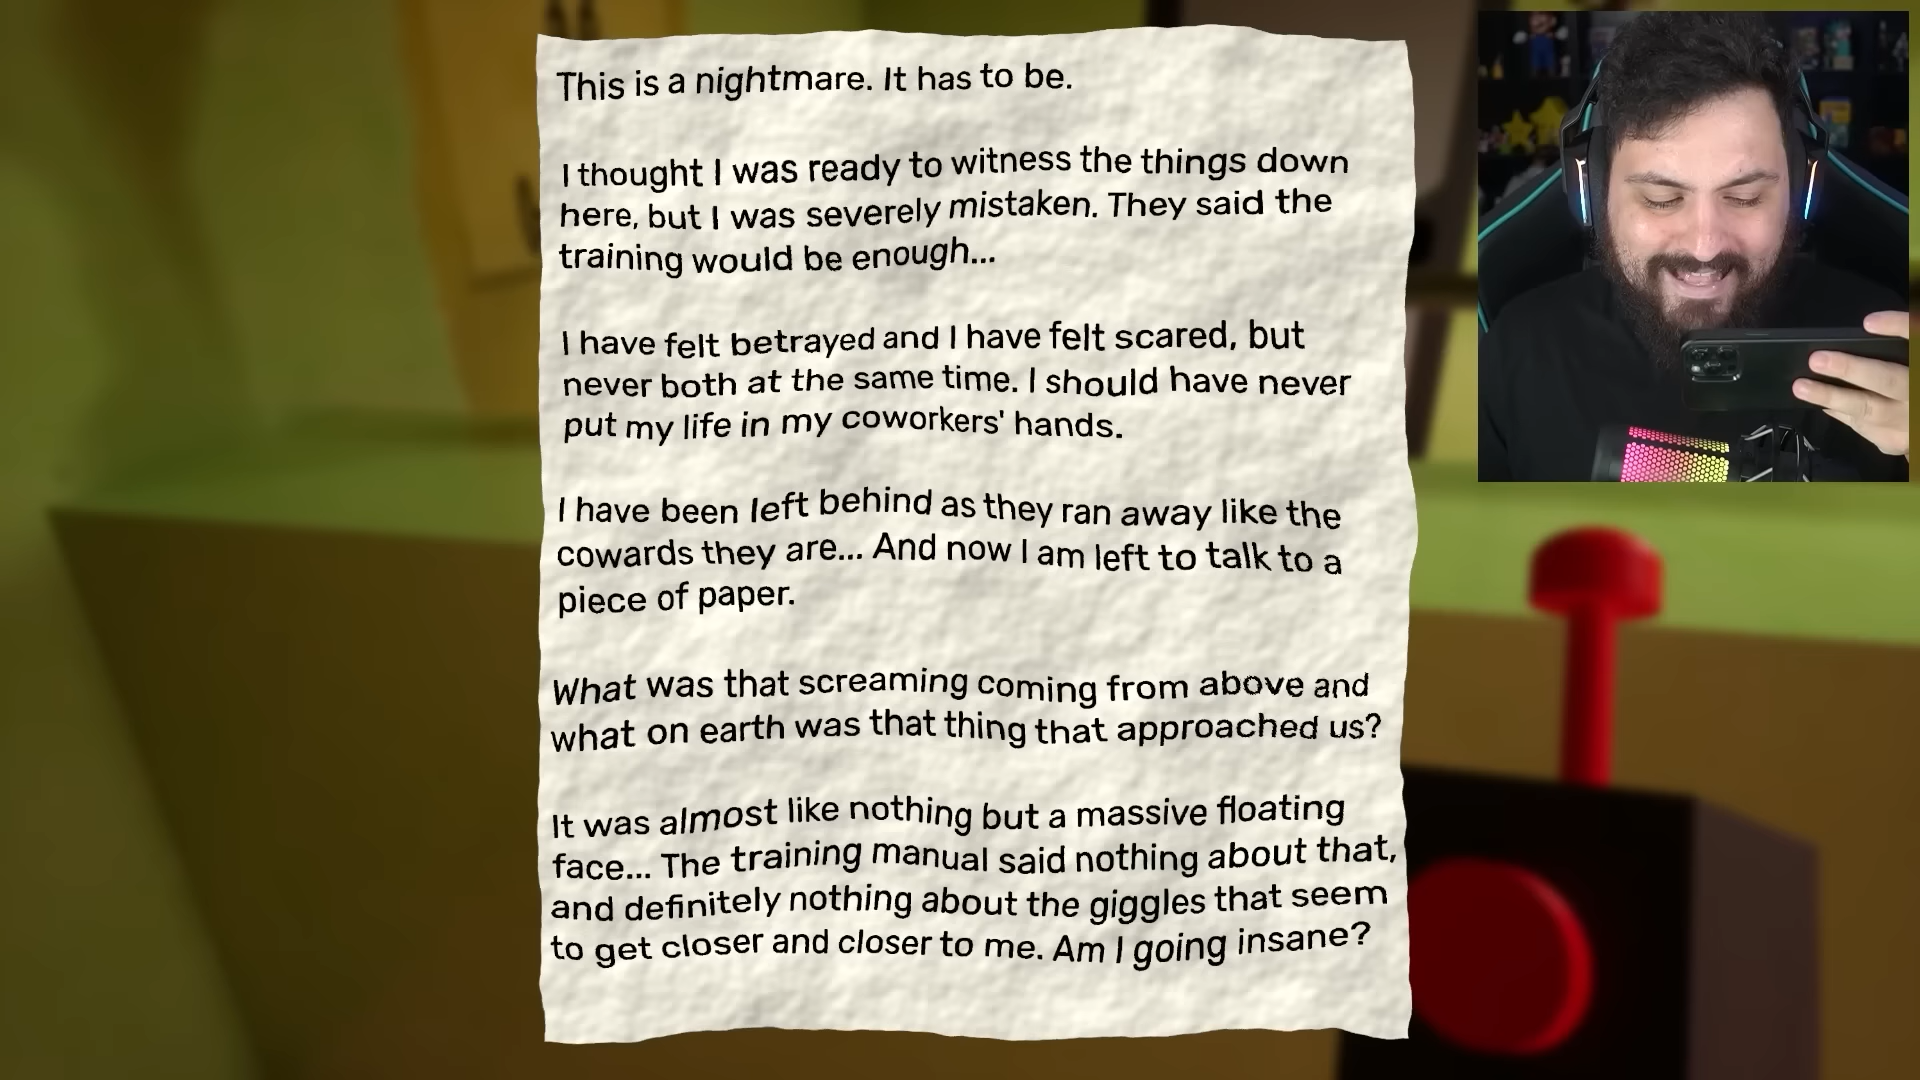 This is a nightmare. It has to be.
I thought I was ready to witness the things down
here, but I was severely mistaken. They said the
training would be enough...
I have felt betrayed and I have felt scared, but
never both at the same time. I should have never
put my life in my coworkers' hands.
I have been left behind as they ran away like the
cowards they are... And now I am left to talk to a
piece of paper.
What was that screaming coming from above and
what on earth was that thing that approached us?
It was almost like nothing but a massive floating
face... The training manual said nothing about that,
and definitely nothing about the giggles that seem
to get closer and closer to me. Am I going insane?